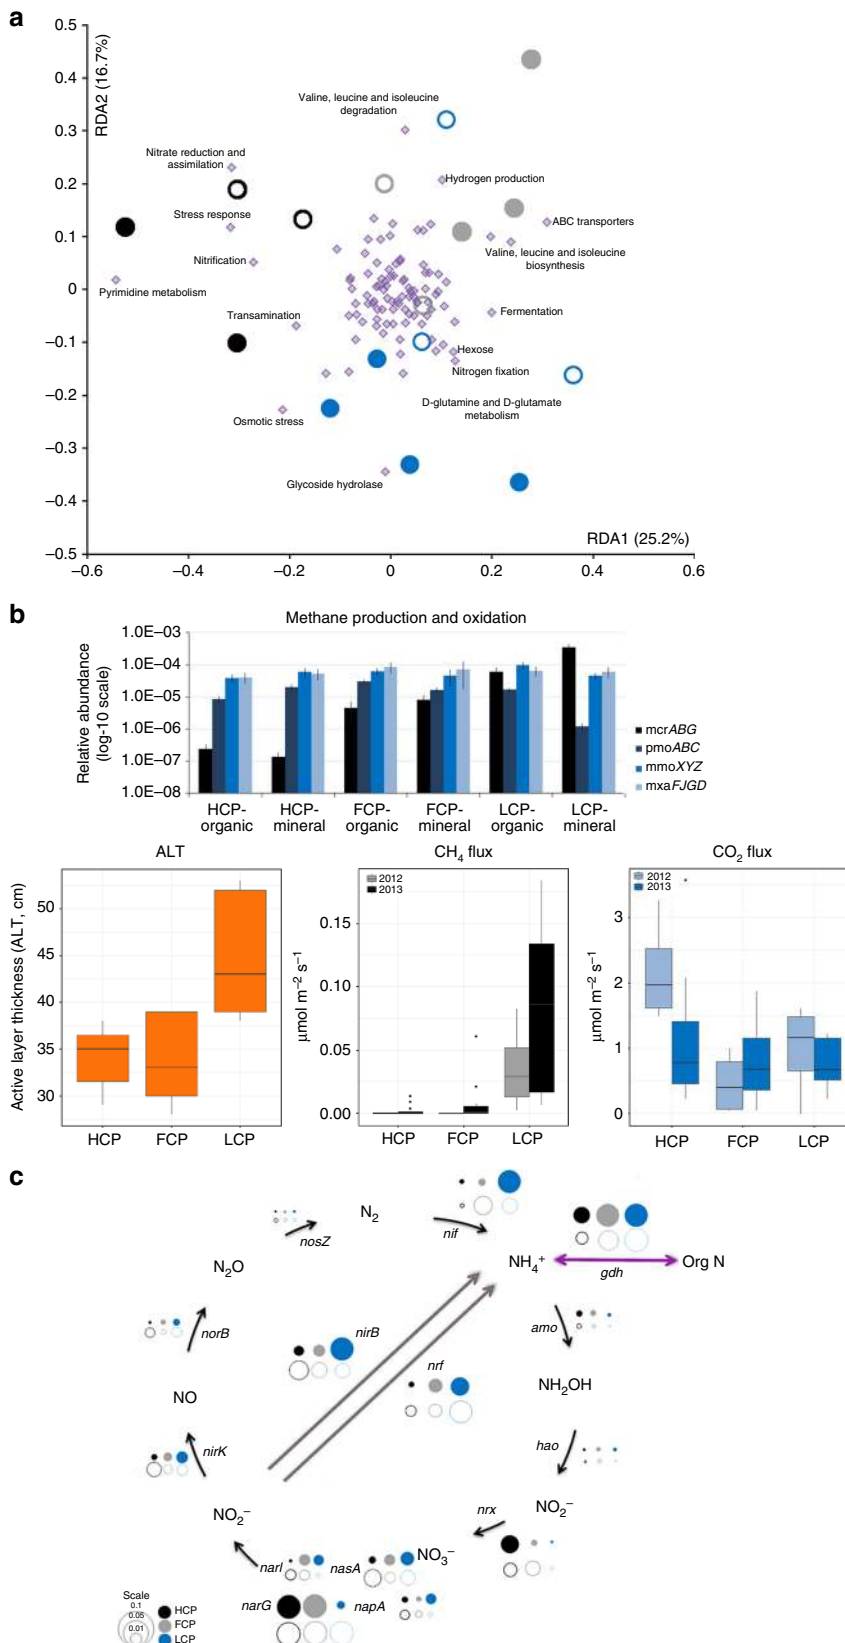 a
RDA2 (16.7%)
0.5
0.4
0.3
0.2
0.1
0
–0.1
–0.2
–0.3
–0.4
–0.5
Valine, leucine and isoleucine
degradation
Nitrate reduction and
assimilation
Hydrogen production
Stress response
ABC transporters
Valine, leucine and isoleucine
biosynthesis
Nitrification
Pyrimidine metabolism
Transamination
Fermentation
Hexose
Nitrogen fixation
D-glutamine and D-glutamate
metabolism
Osmotic stress
Glycoside hydrolase
RDA1 (25.2%)
–0.6
–0.4
–0.2
0
0.2
0.4
0.6
b
Methane production and oxidation
Relative abundance
(log-10 scale)
1.0E–03
1.0E–04
1.0E–05
1.0E–06
1.0E–07
1.0E–08
mcrABG
pmoABC
mmoXYZ
mxaFJGD
HCP-
organic
HCP-
mineral
FCP-
organic
FCP-
mineral
LCP-
organic
LCP-
mineral
ALT
Active layer thickness (ALT, cm)
50
45
40
35
30
HCP
FCP
LCP
CH4 flux
2012
2013
µmol m–2 s–1
0.15
0.10
0.05
0.00
HCP
FCP
LCP
CO2 flux
2012
2013
µmol m–2 s–1
3
2
1
0
HCP
FCP
LCP
c
N2
nosZ
nif
N2O
NH4+
gdh
Org N
norB
nirB
amo
nrf
NO
NH2OH
nirK
hao
NO2–
nrx
NO2–
narI
nasA
NO3–
narG
napA
Scale
0.1
0.05
0.01
HCP
FCP
LCP